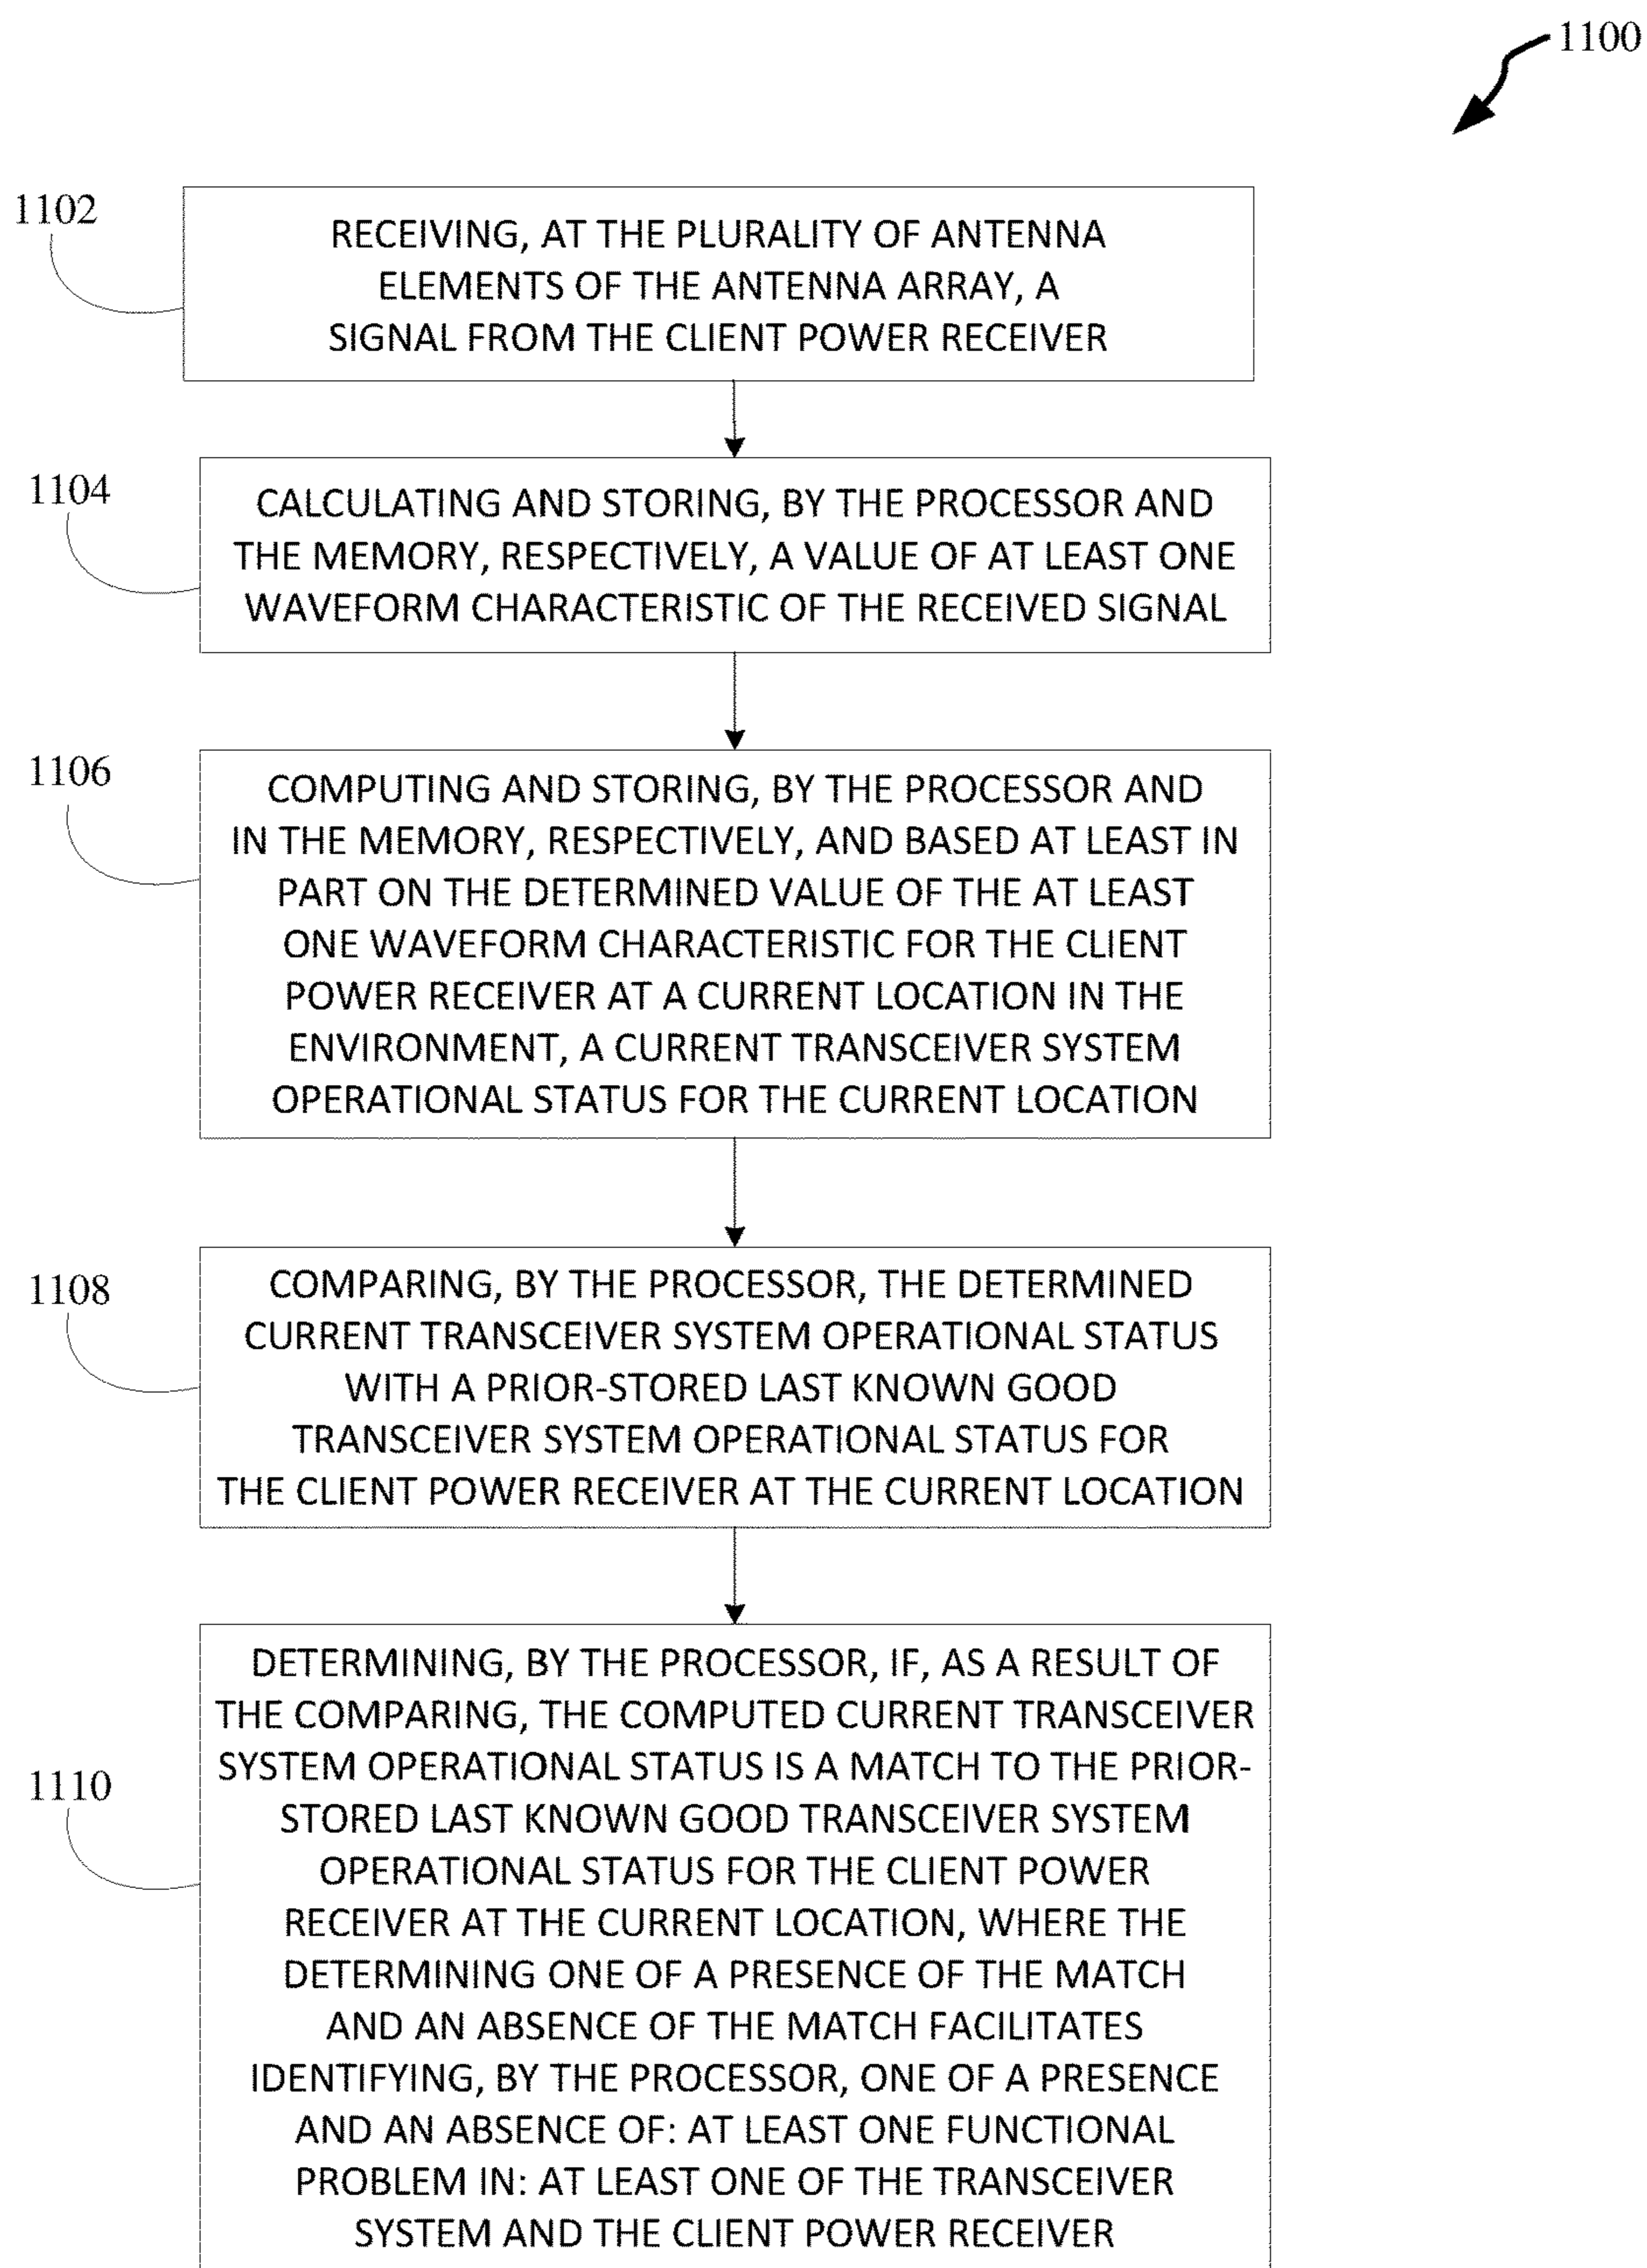 1100
1102
RECEIVING, AT THE PLURALITY OF ANTENNA
ELEMENTS OF THE ANTENNA ARRAY, A
SIGNAL FROM THE CLIENT POWER RECEIVER
1104
CALCULATING AND STORING, BY THE PROCESSOR AND
THE MEMORY, RESPECTIVELY, A VALUE OF AT LEAST ONE
WAVEFORM CHARACTERISTIC OF THE RECEIVED SIGNAL
1106
COMPUTING AND STORING, BY THE PROCESSOR AND
IN THE MEMORY, RESPECTIVELY, AND BASED AT LEAST IN
PART ON THE DETERMINED VALUE OF THE AT LEAST
ONE WAVEFORM CHARACTERISTIC FOR THE CLIENT
POWER RECEIVER AT A CURRENT LOCATION IN THE
ENVIRONMENT, A CURRENT TRANSCEIVER SYSTEM
OPERATIONAL STATUS FOR THE CURRENT LOCATION
1108
COMPARING, BY THE PROCESSOR, THE DETERMINED
CURRENT TRANSCEIVER SYSTEM OPERATIONAL STATUS
WITH A PRIOR-STORED LAST KNOWN GOOD
TRANSCEIVER SYSTEM OPERATIONAL STATUS FOR
THE CLIENT POWER RECEIVER AT THE CURRENT LOCATION
1110
DETERMINING, BY THE PROCESSOR, IF, AS A RESULT OF
THE COMPARING, THE COMPUTED CURRENT TRANSCEIVER
SYSTEM OPERATIONAL STATUS IS A MATCH TO THE PRIOR-
STORED LAST KNOWN GOOD TRANSCEIVER SYSTEM
OPERATIONAL STATUS FOR THE CLIENT POWER
RECEIVER AT THE CURRENT LOCATION, WHERE THE
DETERMINING ONE OF A PRESENCE OF THE MATCH
AND AN ABSENCE OF THE MATCH FACILITATES
IDENTIFYING, BY THE PROCESSOR, ONE OF A PRESENCE
AND AN ABSENCE OF: AT LEAST ONE FUNCTIONAL
PROBLEM IN: AT LEAST ONE OF THE TRANSCEIVER
SYSTEM AND THE CLIENT POWER RECEIVER